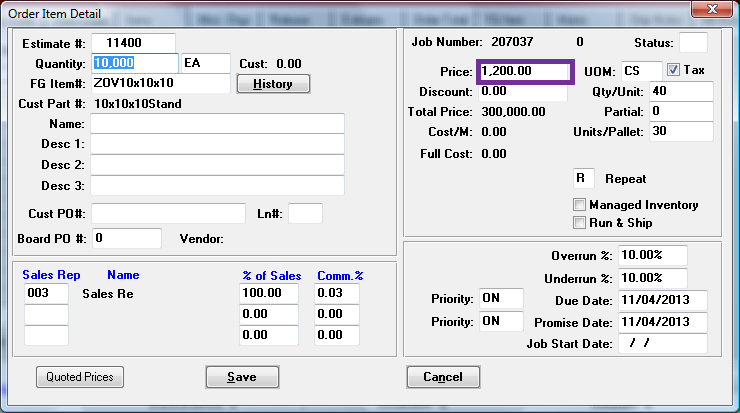 Order Item Detail
Estimate #: 11400
Quantity: 10,000 EA Cust: 0.00
FG Item#: ZOV10x10x10 History
Cust Part #: 10x10x10Stand
Name:
Desc 1:
Desc 2:
Desc 3:
Cust PO#: Ln#:
Board PO #: 0 Vendor:
Job Number: 207037 0 Status:
Price: 1,200.00 UOM: CS Tax
Discount: 0.00 Qty/Unit: 40
Total Price: 300,000.00 Partial: 0
Cost/M: 0.00 Units/Pallet: 30
Full Cost: 0.00
R Repeat
Managed Inventory
Run & Ship
Sales Rep Name % of Sales Comm.%
003 Sales Re 100.00 0.03
0.00 0.00
0.00 0.00
Overrun %: 10.00%
Underrun %: 10.00%
Priority: ON Due Date: 11/04/2013
Priority: ON Promise Date: 11/04/2013
Job Start Date: / /
Quoted Prices Save Cancel